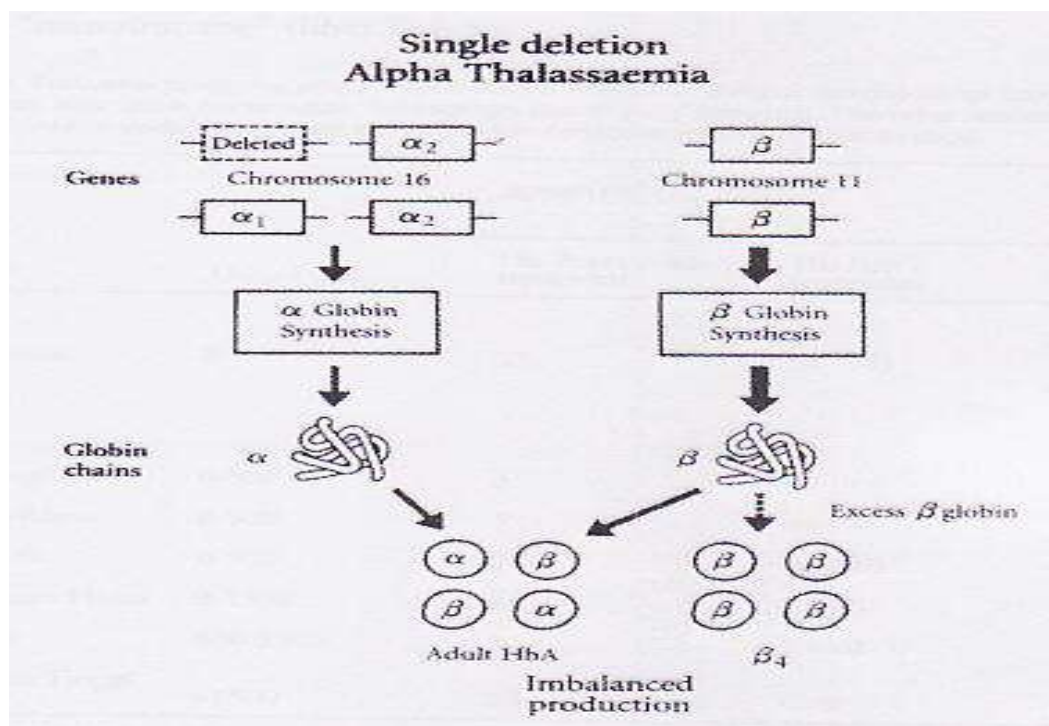 Single deletion
Alpha Thalassaemia
Deleted
α2
β
Genes
Chromosome 16
Chromosome 11
α1
α2
β
α Globin
Synthesis
β Globin
Synthesis
Globin
chains
α
β
Excess β globin
α
β
β
β
β
α
β
β
Adult HbA
β4
Imbalanced
production